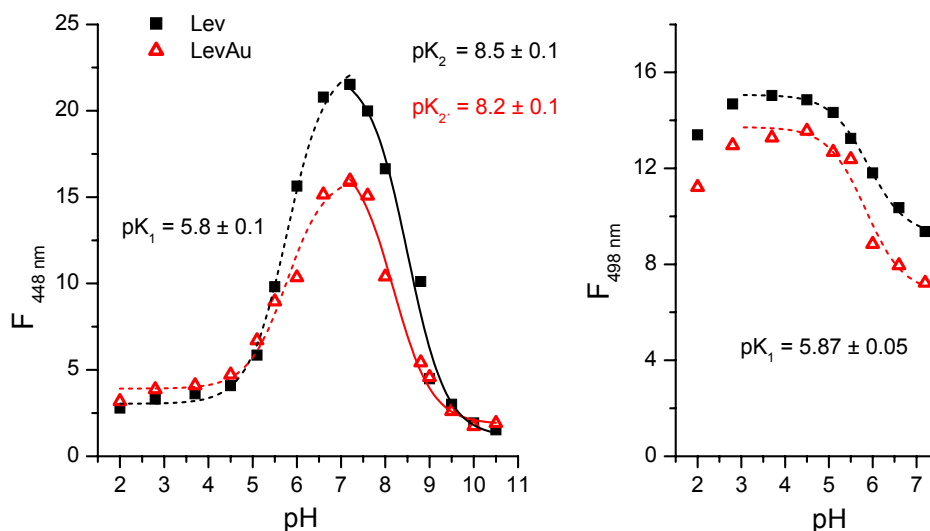 Lev
LevAu
pK2 = 8.5 ± 0.1
pK2' = 8.2 ± 0.1
pK1 = 5.8 ± 0.1
F448 nm
25
20
15
10
5
0
2 3 4 5 6 7 8 9 10 11
pH
F498 nm
16
12
8
4
0
pK1 = 5.87 ± 0.05
2 3 4 5 6 7
pH